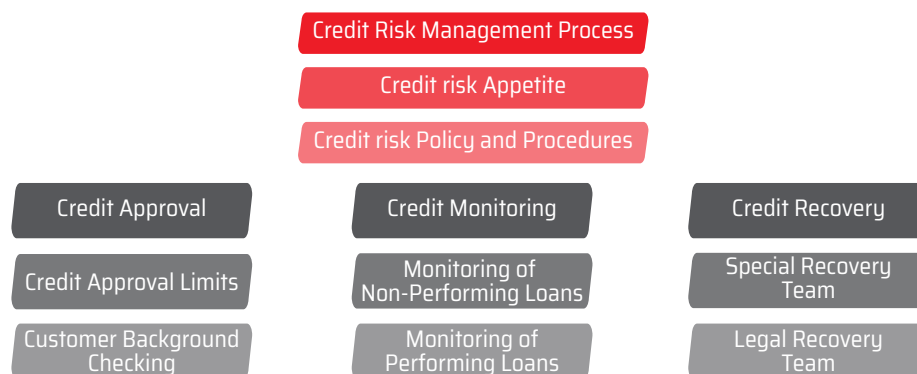 Credit Risk Management Process
Credit risk Appetite
Credit risk Policy and Procedures
Credit Approval
Credit Monitoring
Credit Recovery
Credit Approval Limits
Monitoring of
Non-Performing Loans
Special Recovery
Team
Customer Background
Checking
Monitoring of
Performing Loans
Legal Recovery
Team